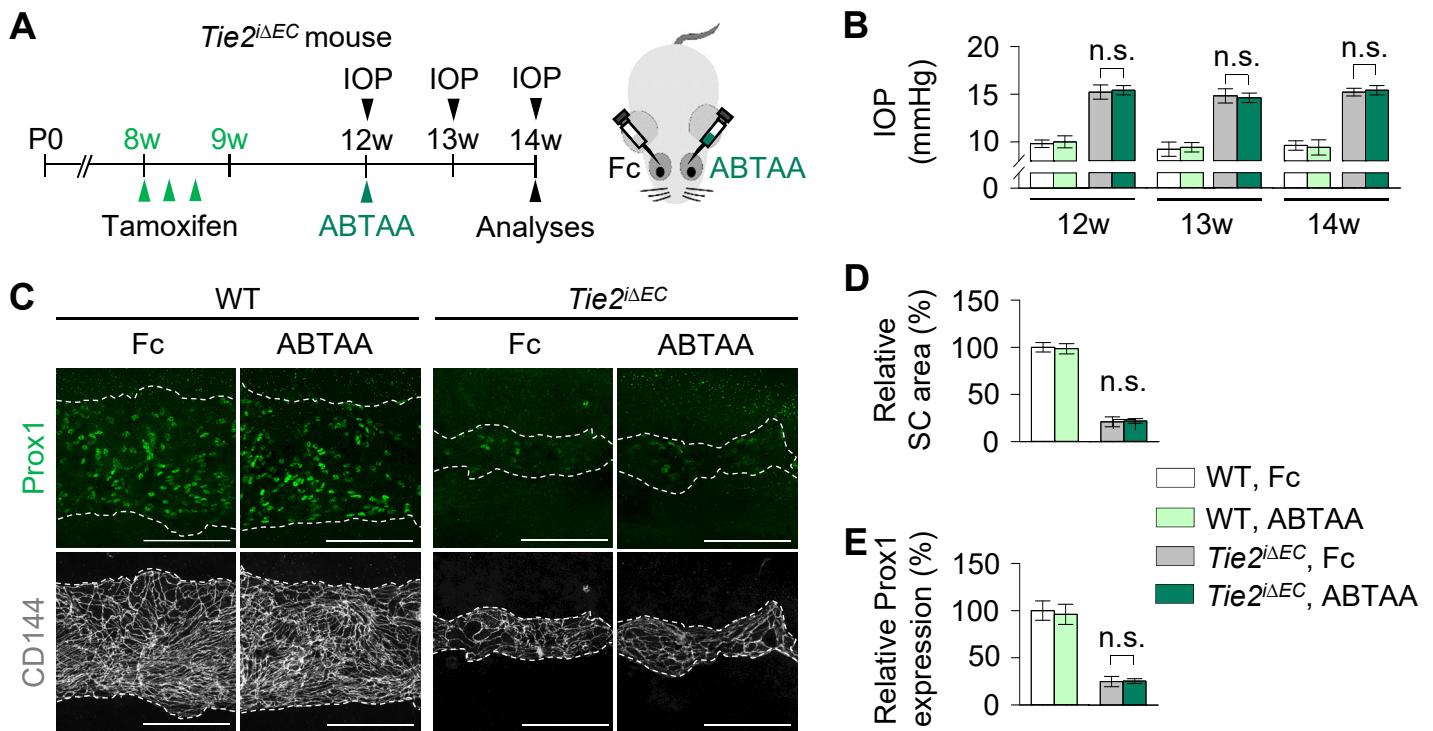 A
Tie2iΔEC mouse
IOP IOP IOP
P0 8w 9w 12w 13w 14w
Tamoxifen ABTAA Analyses
Fc ABTAA
B
IOP
(mmHg)
20
15
10
0
n.s. n.s. n.s.
12w 13w 14w
C
WT Tie2iΔEC
Fc ABTAA Fc ABTAA
Prox1
CD144
D
Relative
SC area (%)
150
100
50
0
n.s.
WT, Fc
WT, ABTAA
Tie2iΔEC, Fc
Tie2iΔEC, ABTAA
E
Relative Prox1
expression (%)
150
100
50
0
n.s.